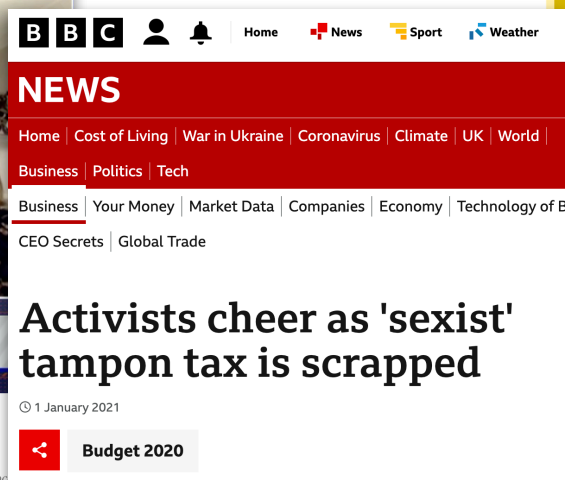 BBC Home News Sport Weather
NEWS
Home Cost of Living War in Ukraine Coronavirus Climate UK World
Business Politics Tech
Business Your Money Market Data Companies Economy Technology of B
CEO Secrets Global Trade
Activists cheer as 'sexist'
tampon tax is scrapped
1 January 2021
Budget 2020